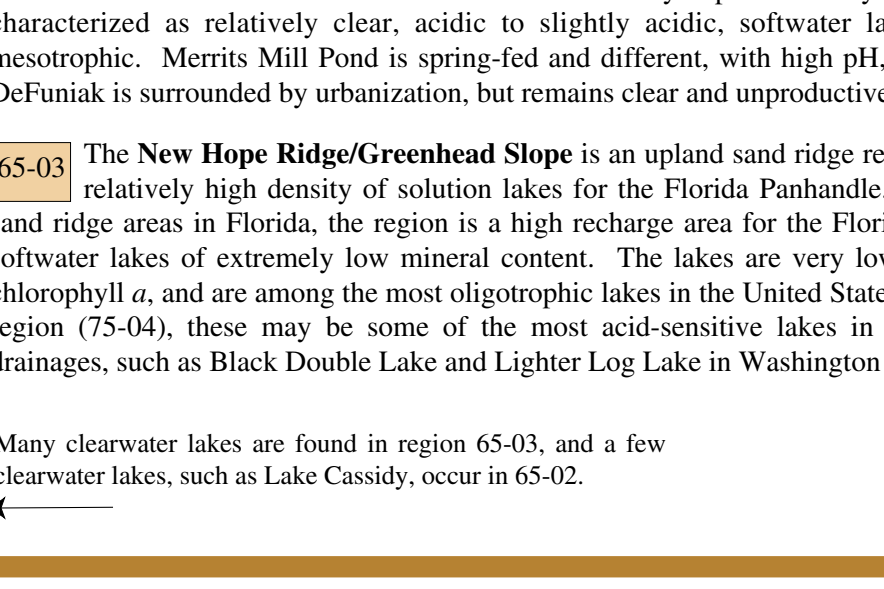 characterized as relatively clear, acidic to slightly acidic, softwater
mesotrophic. Merrits Mill Pond is spring-fed and different, with high pH,
DeFuniak is surrounded by urbanization, but remains clear and unproductive
65-03
The New Hope Ridge/Greenhead Slope is an upland sand ridge
relatively high density of solution lakes for the Florida Panhandle.
and ridge areas in Florida, the region is a high recharge area for the
softwater lakes of extremely low mineral content. The lakes are very
chlorophyll a, and are among the most oligotrophic lakes in the United
region (75-04), these may be some of the most acid-sensitive lakes in
drainages, such as Black Double Lake and Lighter Log Lake in Washington
Many clearwater lakes are found in region 65-03, and a few
clearwater lakes, such as Lake Cassidy, occur in 65-02.